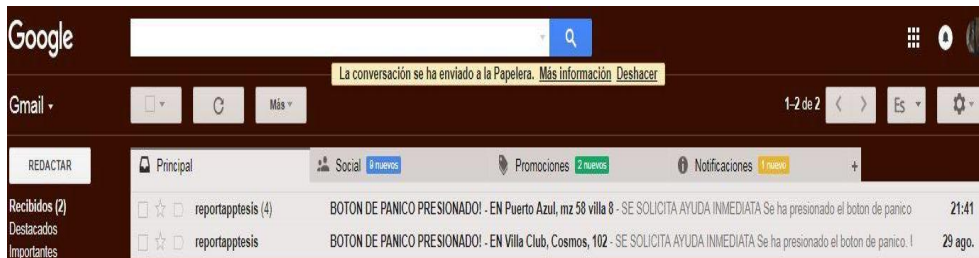 Google
La conversación se ha enviado a la Papelera. Más información Deshacer
Gmail Más 1–2 de 2 Es
REDACTAR Principal Social 9 nuevos Promociones 2 nuevos Notificaciones 1 nuevo +
Recibidos (2) reportapptesis (4) BOTON DE PANICO PRESIONADO! - EN Puerto Azul, mz 58 villa 8 - SE SOLICITA AYUDA INMEDIATA Se ha presionado el boton de panico 21:41
Destacados
reportapptesis BOTON DE PANICO PRESIONADO! - EN Villa Club, Cosmos, 102 - SE SOLICITA AYUDA INMEDIATA Se ha presionado el boton de panico. 29 ago.
Importantes